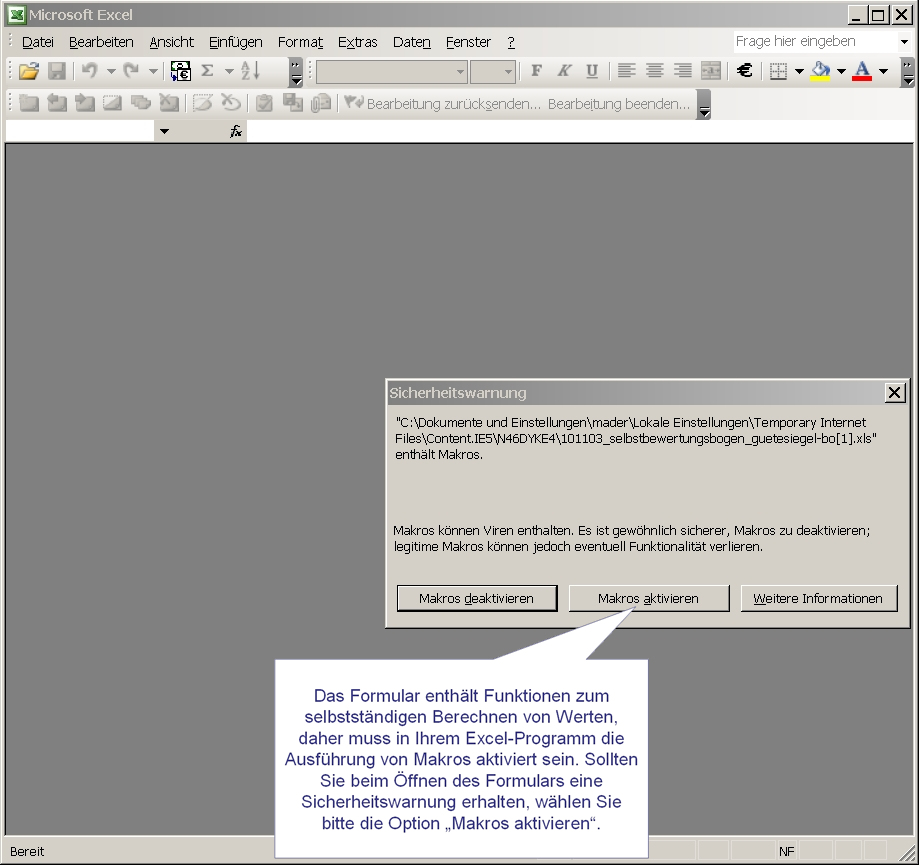 Microsoft Excel
Datei Bearbeiten Ansicht Einfügen Format Extras Daten Fenster ?
Frage hier eingeben
F K U €
Bearbeitung zurücksenden... Bearbeitung beenden...
fx
Sicherheitswarnung
"C:\Dokumente und Einstellungen\mader\Lokale Einstellungen\Temporary Internet
Files\Content.IE5\N46DYKE4\101103_selbstbewertungsbogen_guetesiegel-bo[1].xls"
enthält Makros.
Makros können Viren enthalten. Es ist gewöhnlich sicherer, Makros zu deaktivieren;
legitime Makros können jedoch eventuell Funktionalität verlieren.
Makros deaktivieren Makros aktivieren Weitere Informationen
Das Formular enthält Funktionen zum
selbstständigen Berechnen von Werten,
daher muss in Ihrem Excel-Programm die
Ausführung von Makros aktiviert sein. Sollten
Sie beim Öffnen des Formulars eine
Sicherheitswarnung erhalten, wählen Sie
bitte die Option „Makros aktivieren“.
Bereit NF